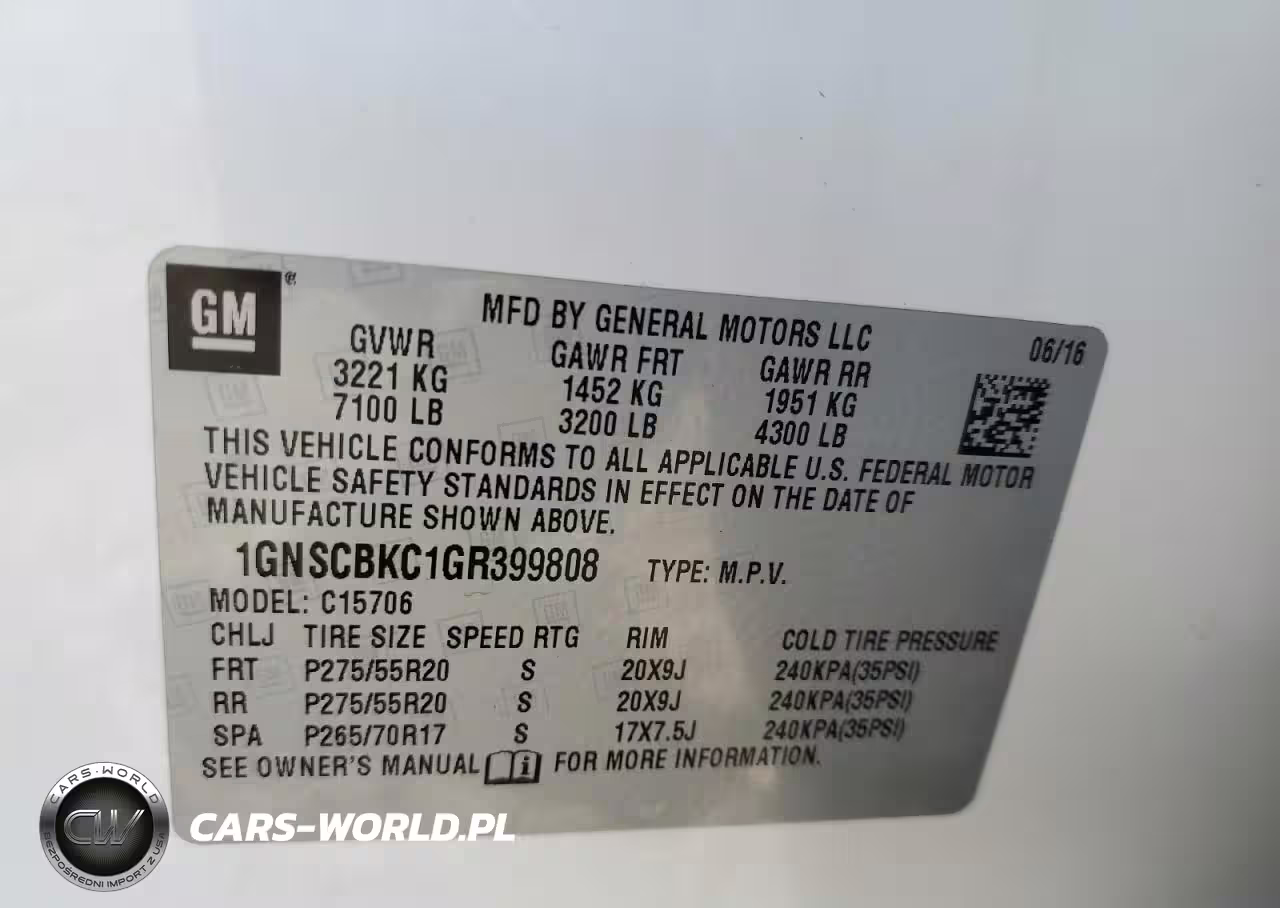 GM
MFD BY GENERAL MOTORS LLC
06/16
GVWR GAWR FRT GAWR RR
3221 KG 1452 KG 1951 KG
7100 LB 3200 LB 4300 LB
THIS VEHICLE CONFORMS TO ALL APPLICABLE U.S. FEDERAL MOTOR
VEHICLE SAFETY STANDARDS IN EFFECT ON THE DATE OF
MANUFACTURE SHOWN ABOVE.
1GNSCBKC1GR399808 TYPE: M.P.V.
MODEL: C15706
CHLJ TIRE SIZE SPEED RTG RIM COLD TIRE PRESSURE
FRT P275/55R20 S 20X9J 240KPA(35PSI)
RR P275/55R20 S 20X9J 240KPA(35PSI)
SPA P265/70R17 S 17X7.5J 240KPA(35PSI)
SEE OWNER'S MANUAL i FOR MORE INFORMATION.
CARS-WORLD
CW
BEZPOŚREDNI IMPORT Z USA
CARS-WORLD.PL